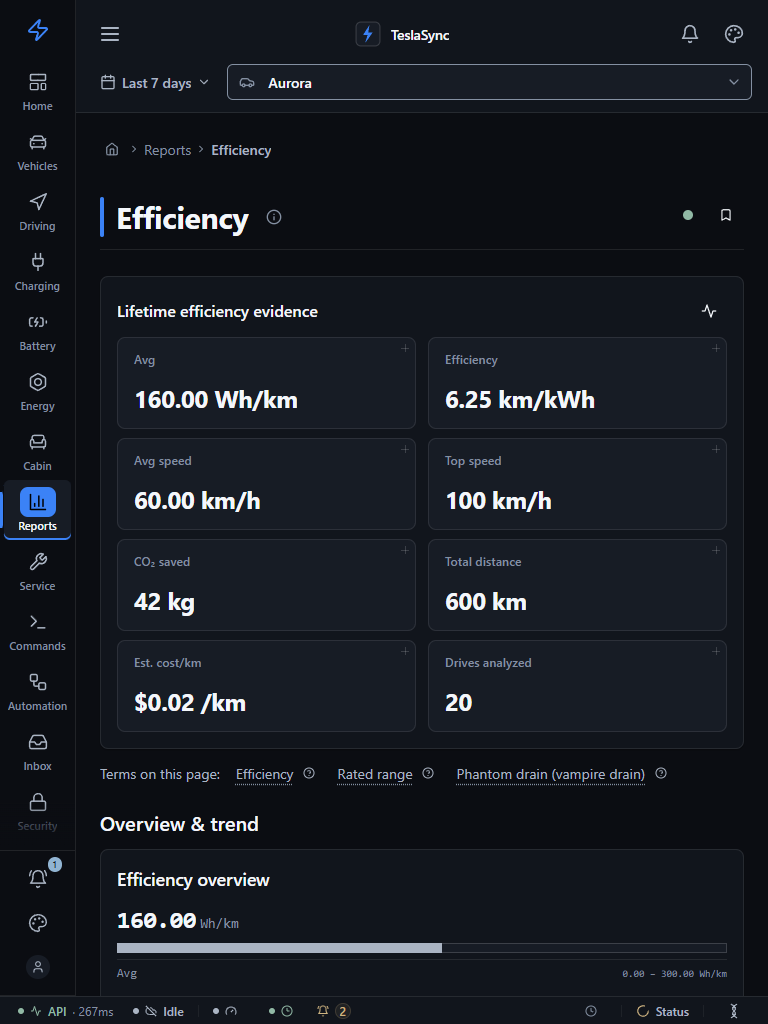 TeslaSync
Last 7 days
Aurora
Home
Vehicles
Driving
Charging
Battery
Energy
Cabin
Reports
Service
Commands
Automation
Inbox
Security
1
Reports
Efficiency
Efficiency
Lifetime efficiency evidence
Avg
160.00 Wh/km
Efficiency
6.25 km/kWh
Avg speed
60.00 km/h
Top speed
100 km/h
CO₂ saved
42 kg
Total distance
600 km
Est. cost/km
$0.02 /km
Drives analyzed
20
Terms on this page: Efficiency Rated range Phantom drain (vampire drain)
Overview & trend
Efficiency overview
160.00 Wh/km
Avg 0.00 – 300.00 Wh/km
API · 267ms Idle 2 Status